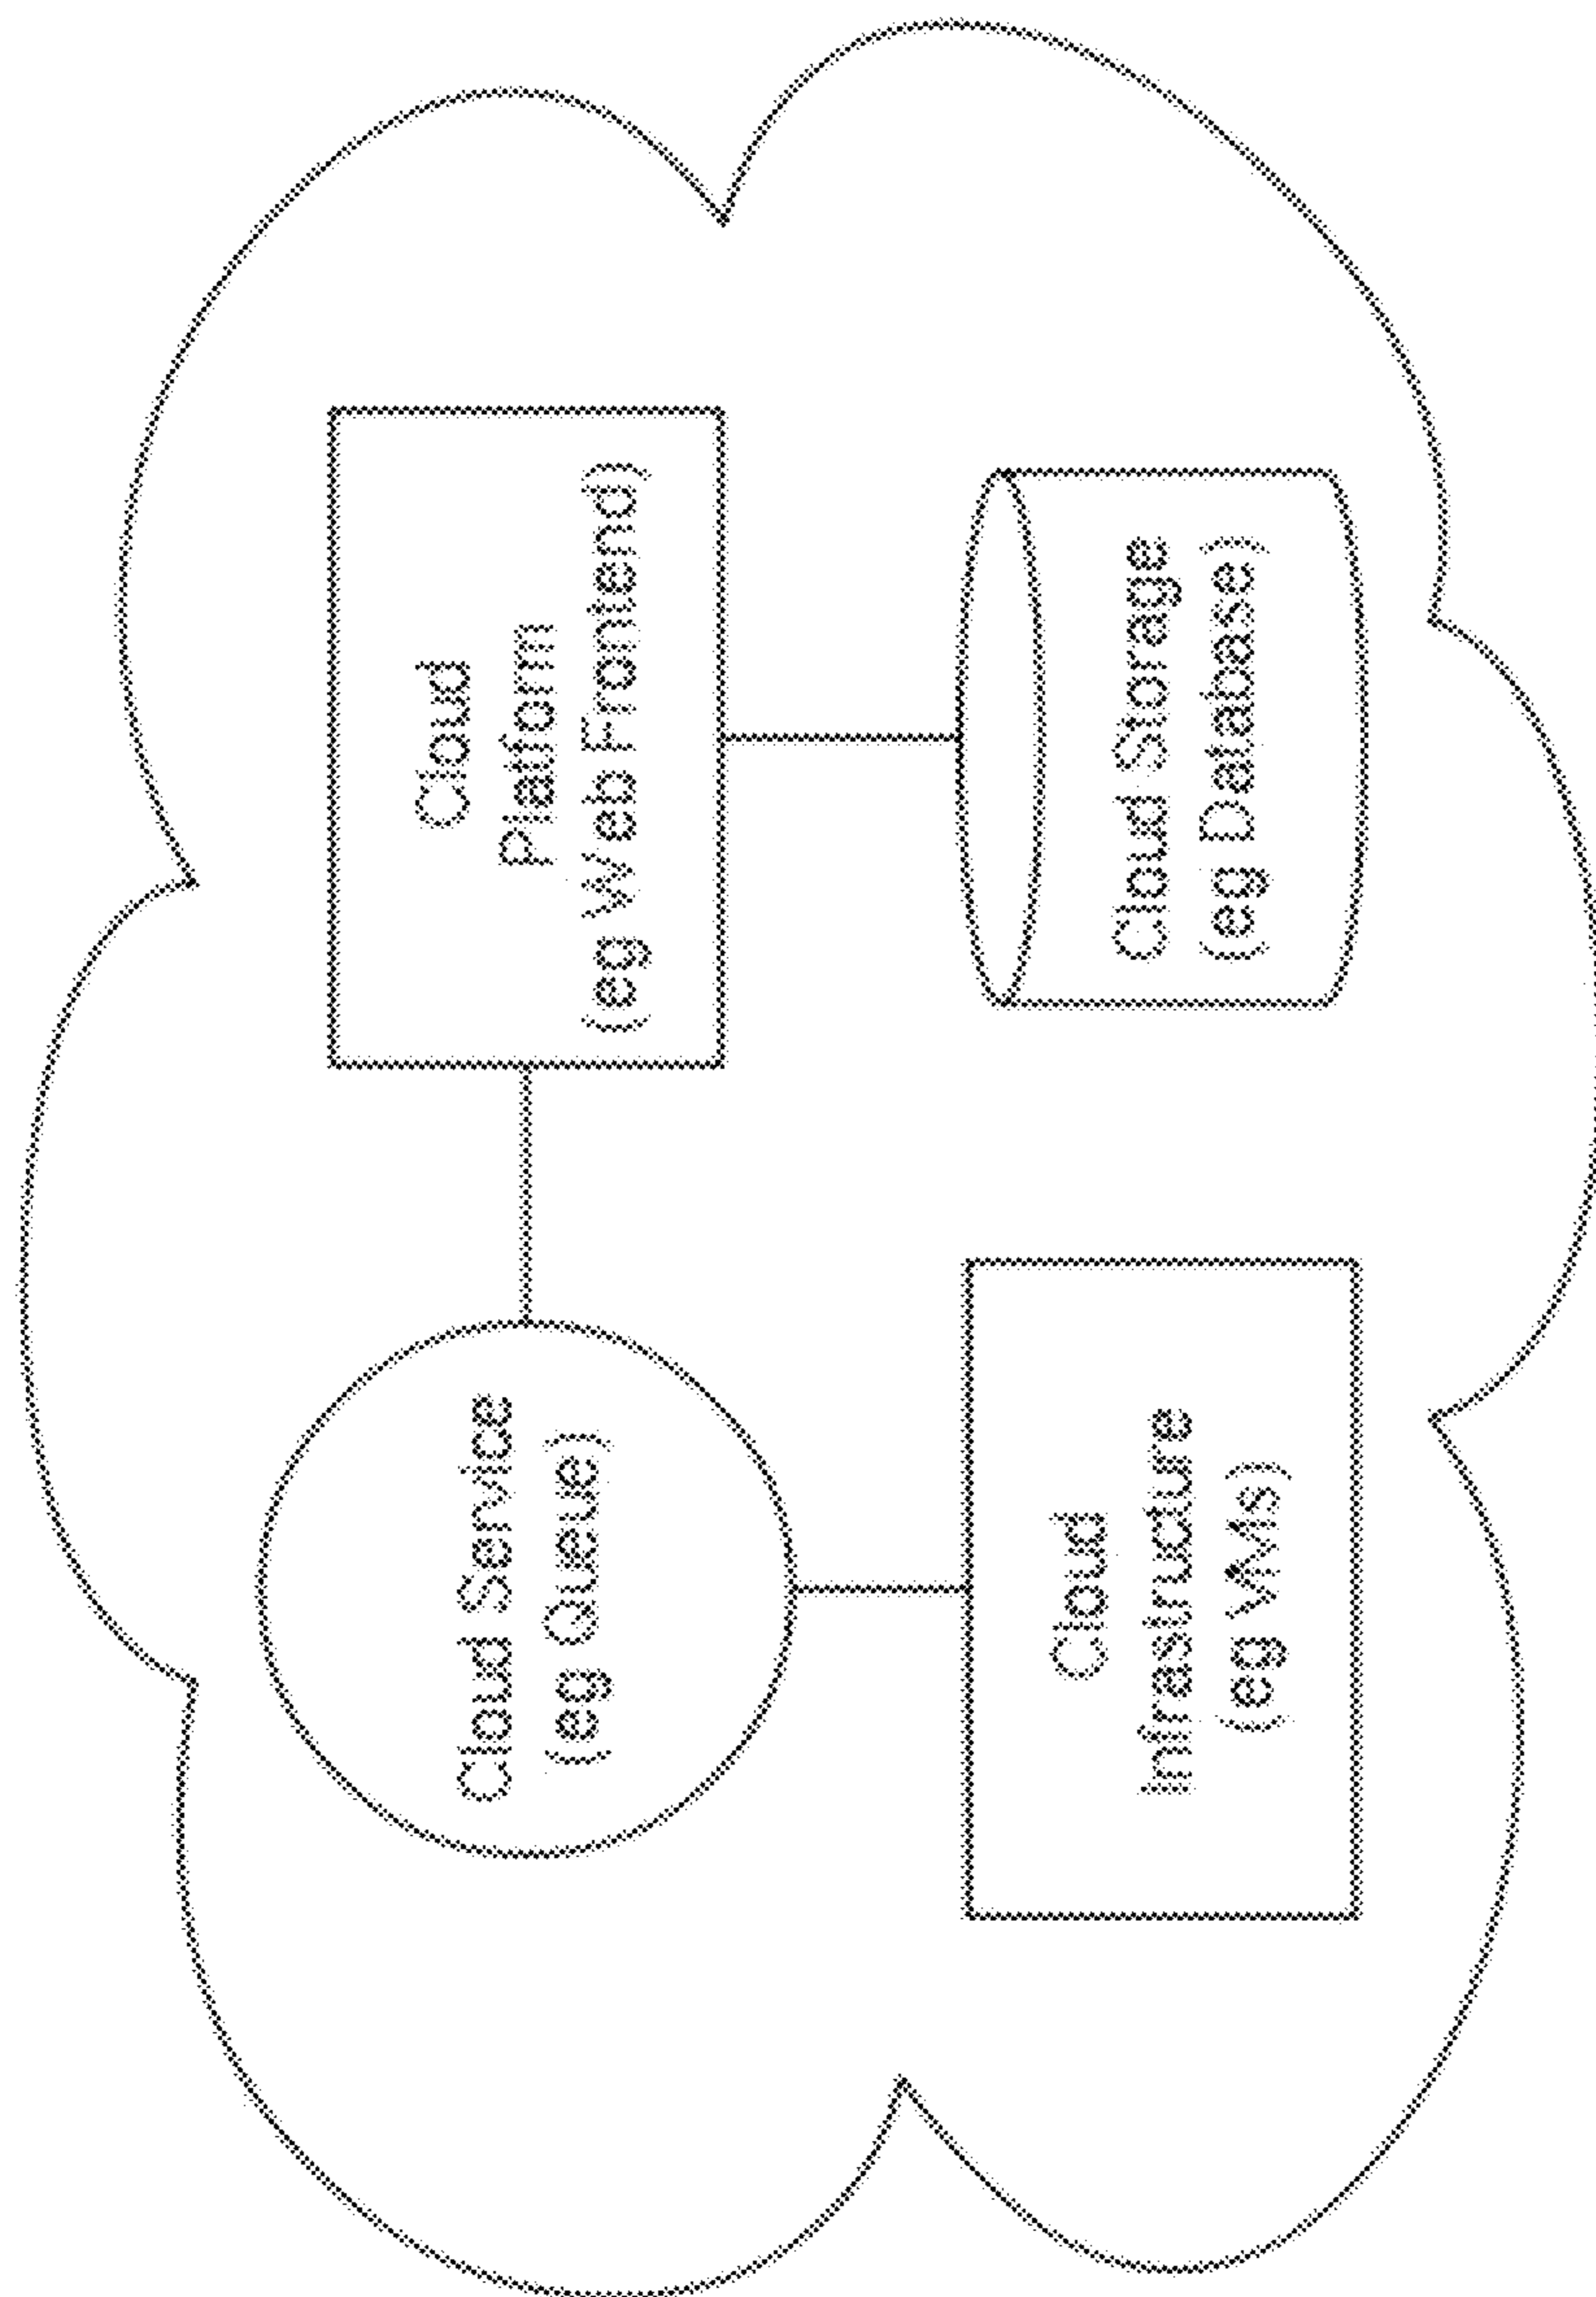 Cloud Service
(eg Queue)
Cloud
Platform
(eg Web Frontend)
Cloud
Infrastructure
(eg VMs)
Cloud Storage
(eg Database)